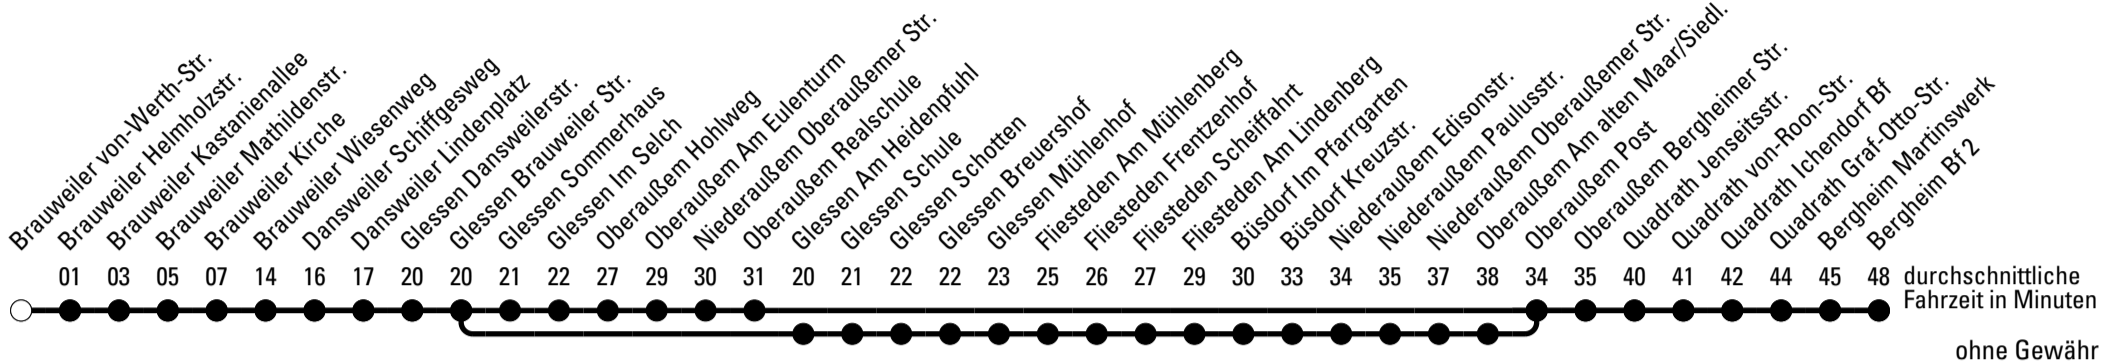 Brauweiler von-Werth-Str.
Brauweiler Helmholzstr.
Brauweiler Kastanienallee
Brauweiler Mathildenstr.
Brauweiler Kirche
Brauweiler Wiesenweg
Dansweiler Schiffgesweg
Dansweiler Lindenplatz
Glessen Dansweilerstr.
Glessen Brauweiler Str.
Glessen Sommerhaus
Glessen Im Selch
Oberaußem Hohlweg
Oberaußem Am Eulenturm
Niederaußem Oberaußemer Str.
Oberaußem Realschule
Glessen Am Heidenpfuhl
Glessen Schule
Glessen Schotten
Glessen Breuershof
Glessen Mühlenhof
Fliesteden Am Mühlenberg
Fliesteden Frentzenhof
Fliesteden Scheiffahrt
Fliesteden Am Lindenberg
Büsdorf Im Pfarrgarten
Büsdorf Kreuzstr.
Niederaußem Edisonstr.
Niederaußem Paulusstr.
Niederaußem Oberaußemer Str.
Oberaußem Am alten Maar/Siedl.
Oberaußem Post
Oberaußem Bergheimer Str.
Quadrath Jenseitsstr.
Quadrath von-Roon-Str.
Quadrath Ichendorf Bf
Quadrath Graf-Otto-Str.
Bergheim Martinswerk
Bergheim Bf 2
01 03 05 07 14 16 17 20 20 21 22 27 29 30 31 20 21 22 22 23 25 26 27 29 30 33 34 35 37 38 34 35 40 41 42 44 45 48 durchschnittliche
Fahrzeit in Minuten
ohne Gewähr